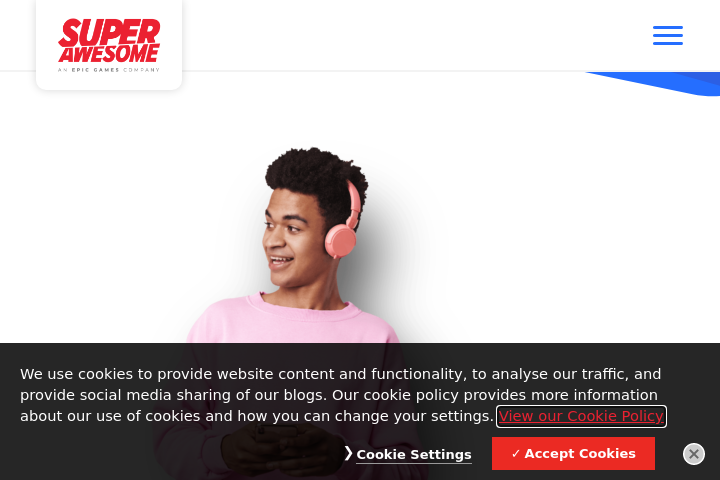 SUPER
AWESOME
AN EPIC GAMES COMPANY
We use cookies to provide website content and functionality, to analyse our traffic, and
provide social media sharing of our blogs. Our cookie policy provides more information
about our use of cookies and how you can change your settings. View our Cookie Policy.
❯ Cookie Settings
✓ Accept Cookies